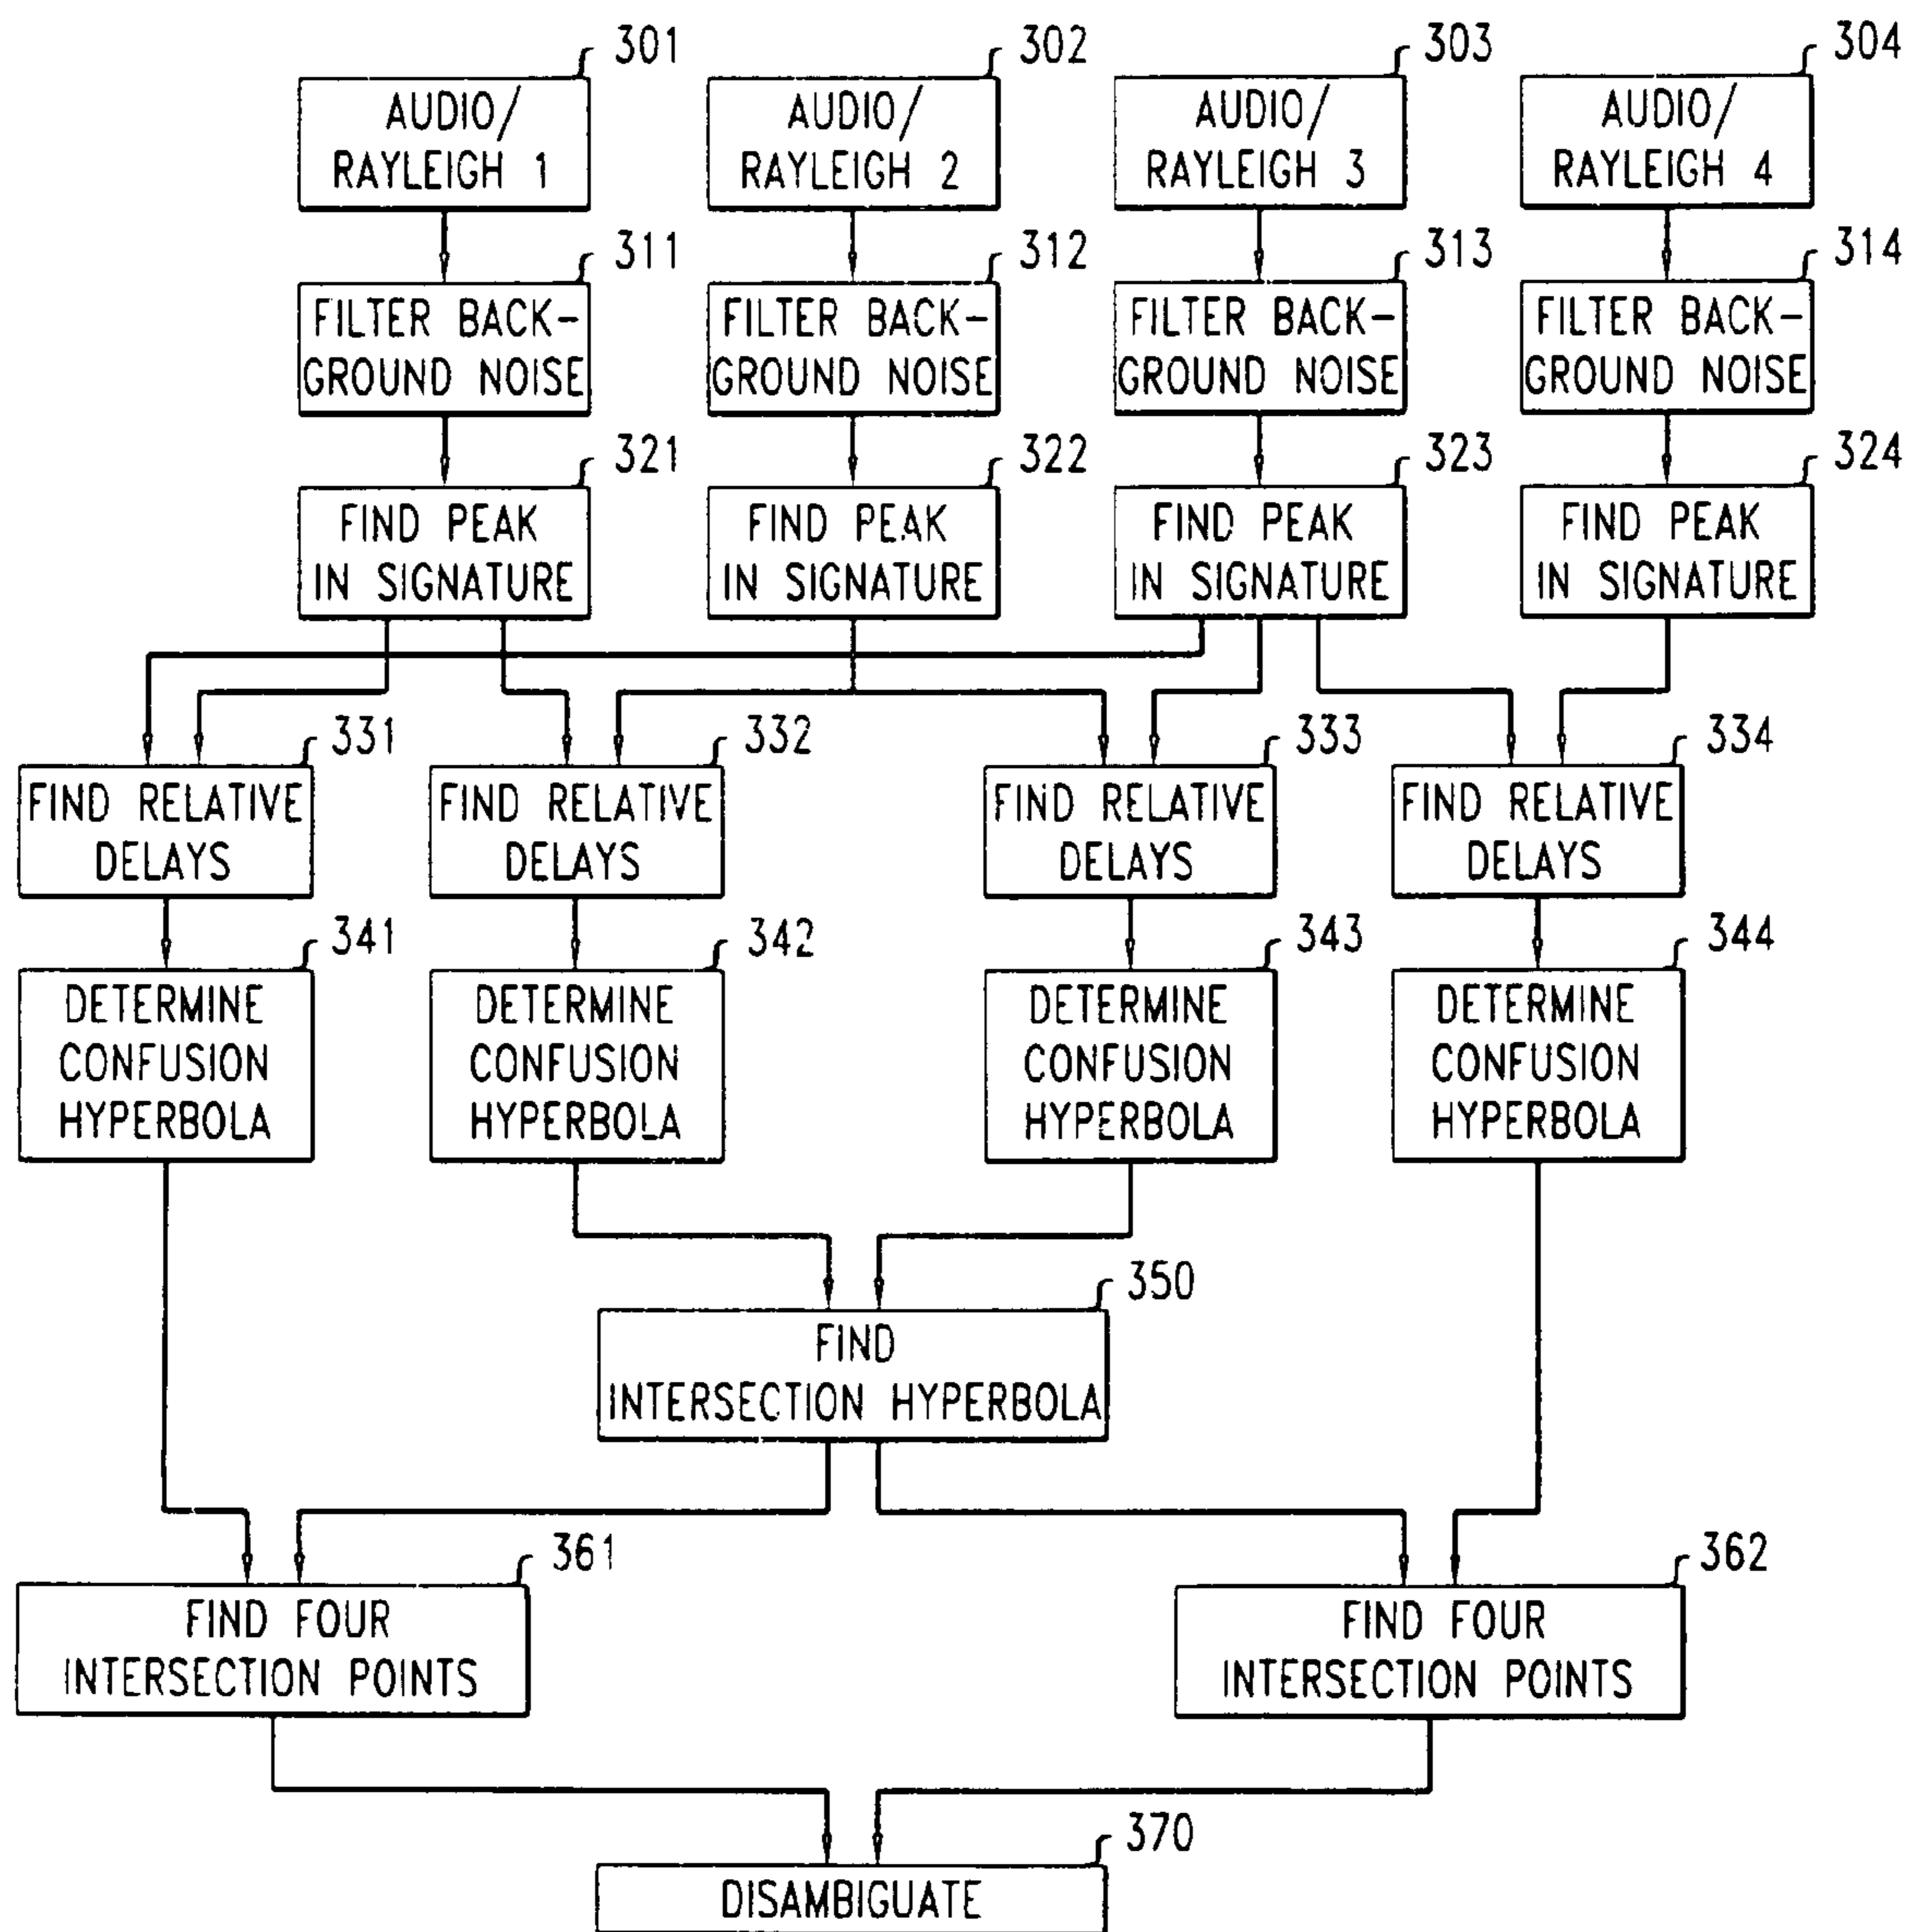 301 302 303 304
AUDIO/ AUDIO/ AUDIO/ AUDIO/
RAYLEIGH 1 RAYLEIGH 2 RAYLEIGH 3 RAYLEIGH 4
311 312 313 314
FILTER BACK- FILTER BACK- FILTER BACK- FILTER BACK-
GROUND NOISE GROUND NOISE GROUND NOISE GROUND NOISE
321 322 323 324
FIND PEAK FIND PEAK FIND PEAK FIND PEAK
IN SIGNATURE IN SIGNATURE IN SIGNATURE IN SIGNATURE
331 332 333 334
FIND RELATIVE FIND RELATIVE FIND RELATIVE FIND RELATIVE
DELAYS DELAYS DELAYS DELAYS
341 342 343 344
DETERMINE DETERMINE DETERMINE DETERMINE
CONFUSION CONFUSION CONFUSION CONFUSION
HYPERBOLA HYPERBOLA HYPERBOLA HYPERBOLA
350
FIND
INTERSECTION HYPERBOLA
361 362
FIND FOUR FIND FOUR
INTERSECTION POINTS INTERSECTION POINTS
370
DISAMBIGUATE